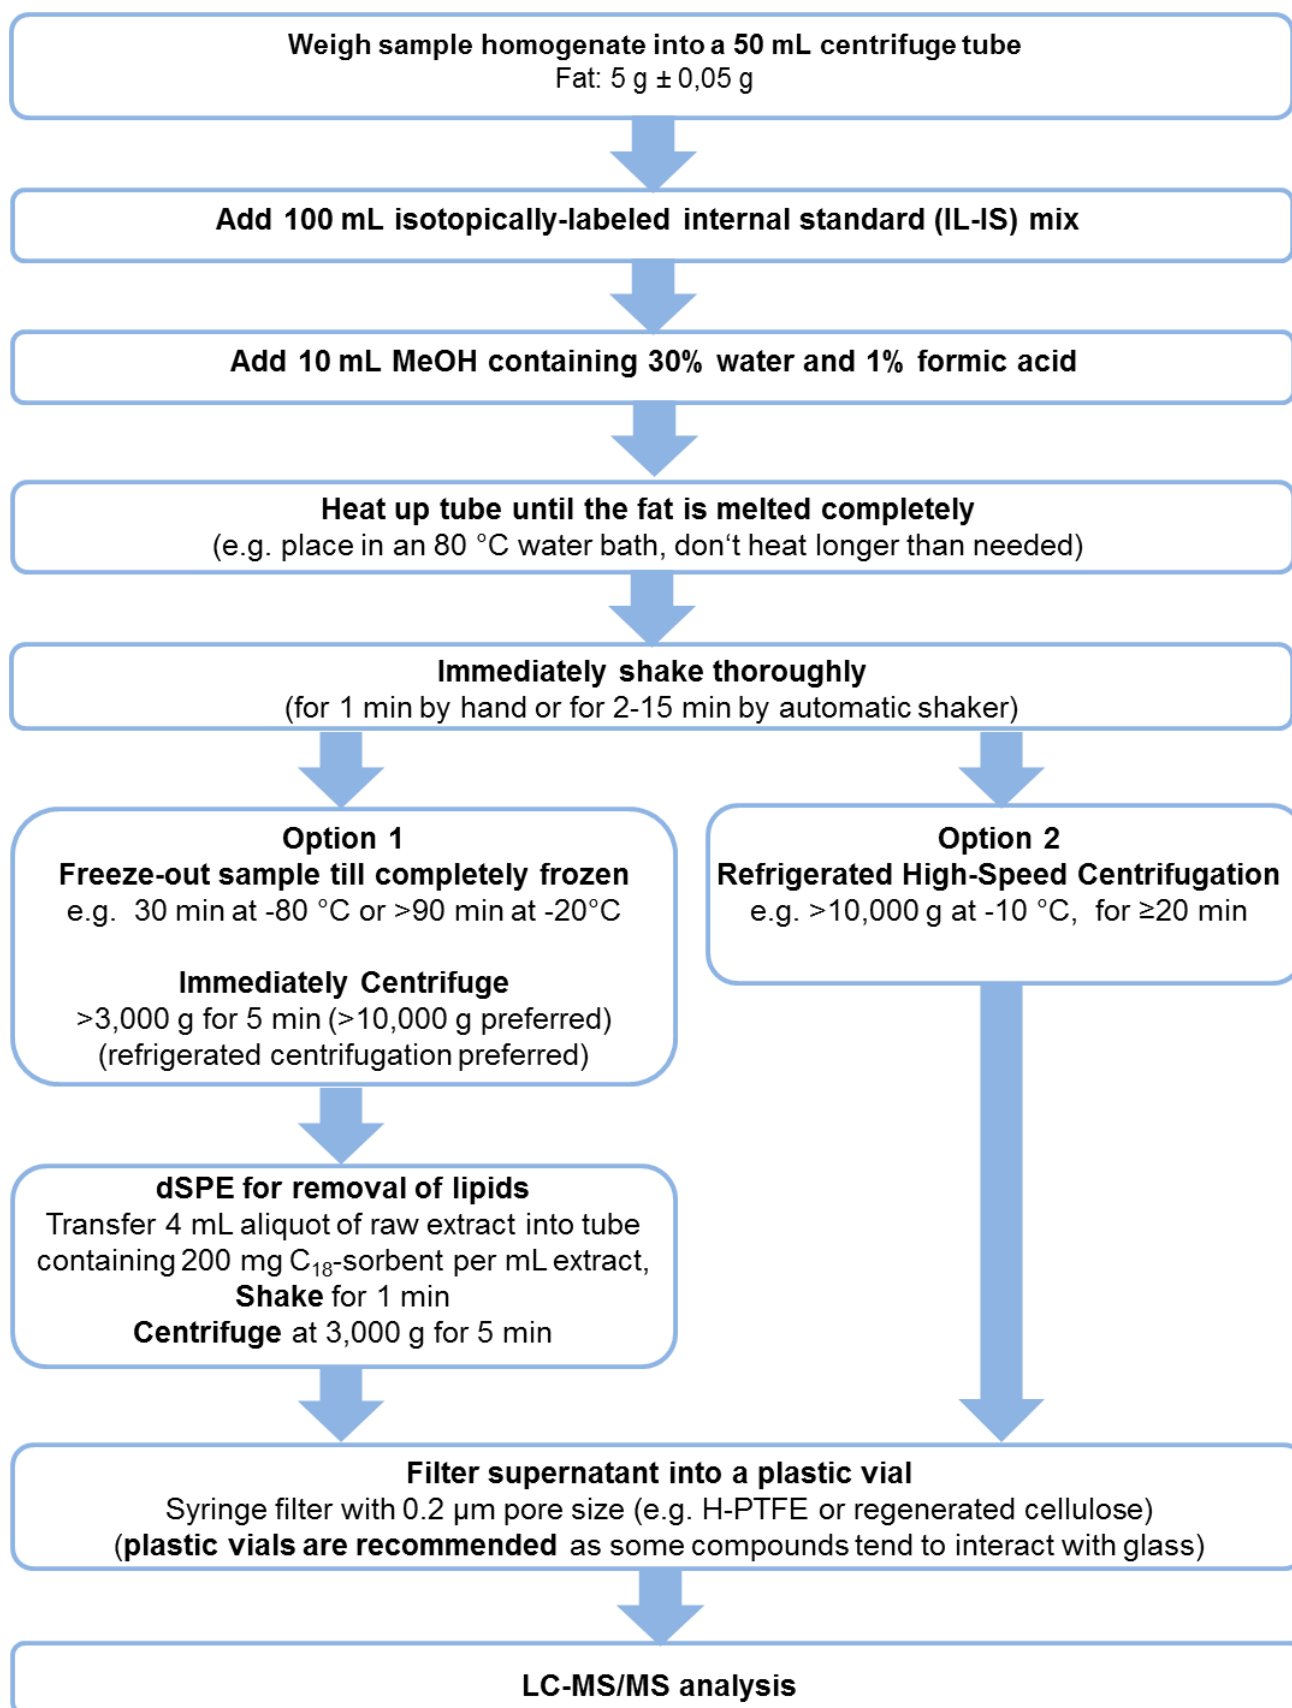 Weigh sample homogenate into a 50 mL centrifuge tube
Fat: 5 g ± 0,05 g
Add 100 mL isotopically-labeled internal standard (IL-IS) mix
Add 10 mL MeOH containing 30% water and 1% formic acid
Heat up tube until the fat is melted completely
(e.g. place in an 80 °C water bath, don‘t heat longer than needed)
Immediately shake thoroughly
(for 1 min by hand or for 2-15 min by automatic shaker)
Option 1
Freeze-out sample till completely frozen
e.g. 30 min at -80 °C or >90 min at -20°C
Immediately Centrifuge
>3,000 g for 5 min (>10,000 g preferred)
(refrigerated centrifugation preferred)
dSPE for removal of lipids
Transfer 4 mL aliquot of raw extract into tube
containing 200 mg C₁₈-sorbent per mL extract,
Shake for 1 min
Centrifuge at 3,000 g for 5 min
Option 2
Refrigerated High-Speed Centrifugation
e.g. >10,000 g at -10 °C, for ≥20 min
Filter supernatant into a plastic vial
Syringe filter with 0.2 µm pore size (e.g. H-PTFE or regenerated cellulose)
(plastic vials are recommended as some compounds tend to interact with glass)
LC-MS/MS analysis